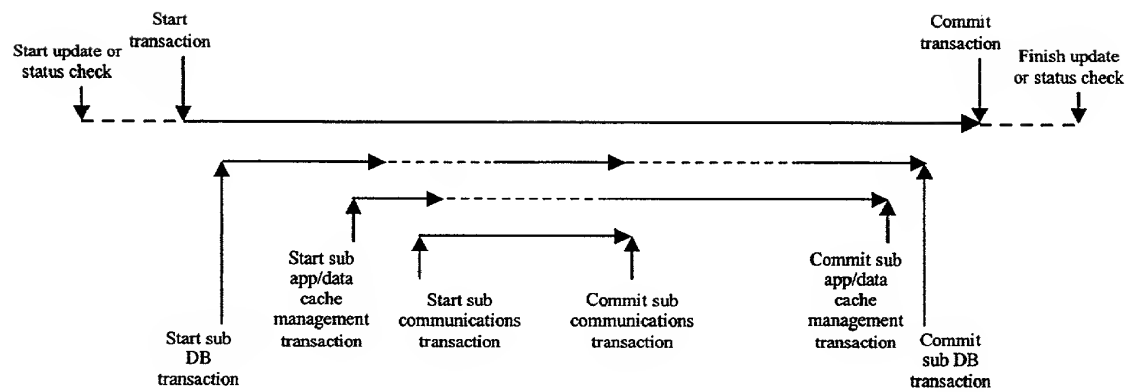 Start
transaction
Commit
transaction
Start update or
status check
Finish update
or status check
Start sub
app/data
cache
management
transaction
Start sub
communications
transaction
Commit sub
communications
transaction
Commit sub
app/data
cache
management
transaction
Start sub
DB
transaction
Commit
sub DB
transaction